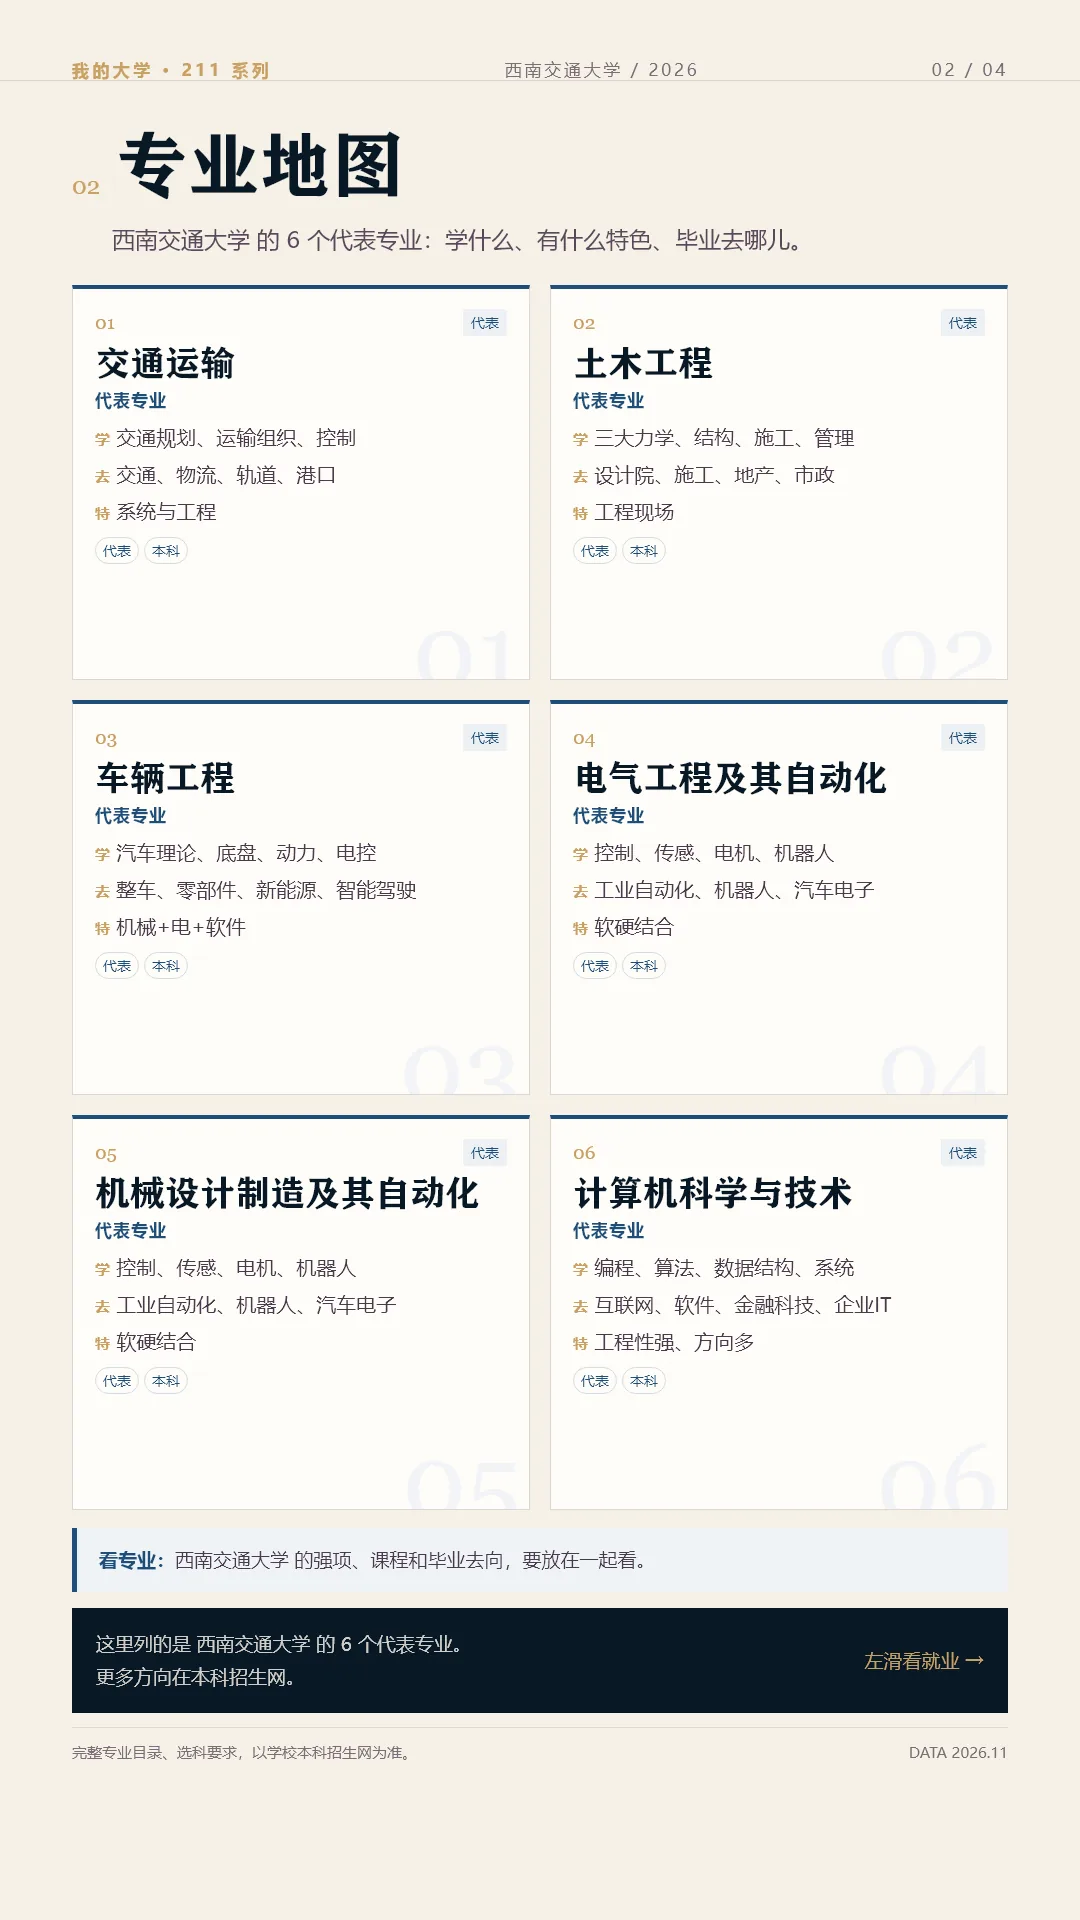 我的大学 • 211 系列
西南交通大学 / 2026
02 / 04
02 专业地图
西南交通大学 的 6 个代表专业：学什么、有什么特色、毕业去哪儿。
01
代表
交通运输
代表专业
学 交通规划、运输组织、控制
去 交通、物流、轨道、港口
特 系统与工程
代表 本科
01
02
代表
土木工程
代表专业
学 三大力学、结构、施工、管理
去 设计院、施工、地产、市政
特 工程现场
代表 本科
02
03
代表
车辆工程
代表专业
学 汽车理论、底盘、动力、电控
去 整车、零部件、新能源、智能驾驶
特 机械+电+软件
代表 本科
03
04
代表
电气工程及其自动化
代表专业
学 控制、传感、电机、机器人
去 工业自动化、机器人、汽车电子
特 软硬结合
代表 本科
04
05
代表
机械设计制造及其自动化
代表专业
学 控制、传感、电机、机器人
去 工业自动化、机器人、汽车电子
特 软硬结合
代表 本科
05
06
代表
计算机科学与技术
代表专业
学 编程、算法、数据结构、系统
去 互联网、软件、金融科技、企业IT
特 工程性强、方向多
代表 本科
06
看专业：西南交通大学 的强项、课程和毕业去向，要放在一起看。
这里列的是 西南交通大学 的 6 个代表专业。
更多方向在本科招生网。
左滑看就业 →
完整专业目录、选科要求，以学校本科招生网为准。
DATA 2026.11